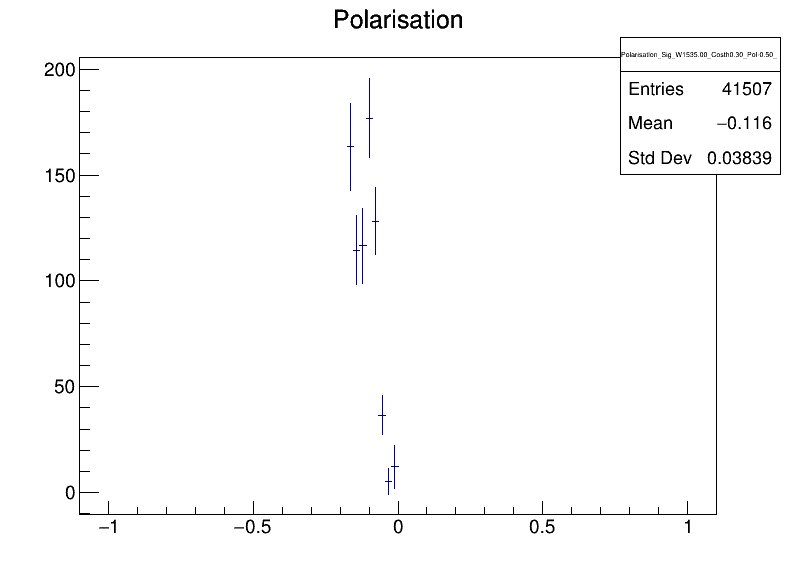 Polarisation
Polarisation_Sig_W1535.00_Costh0.30_Pol-0.50_
Entries 41507
Mean −0.116
Std Dev 0.03839
200
150
100
50
0
−1 −0.5 0 0.5 1